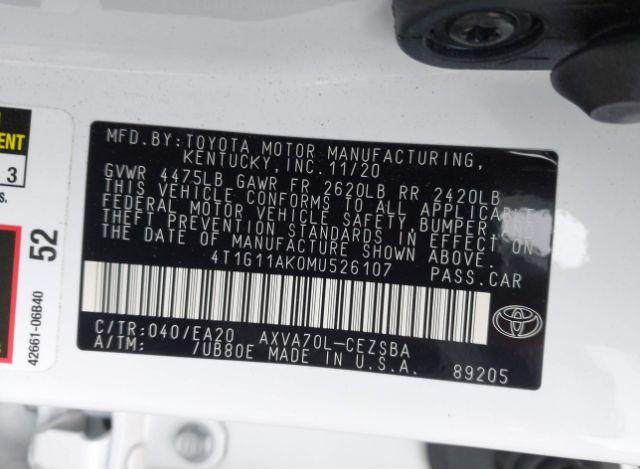 ENT
3
s.
52
42661-06B40
MFD.BY:TOYOTA MOTOR MANUFACTURING,
KENTUCKY,INC.11/20
GVWR 4475LB GAWR FR 2620LB RR 2420LB
THIS VEHICLE CONFORMS TO ALL APPLICABLE
FEDERAL MOTOR VEHICLE SAFETY,BUMPER,AND
THEFT PREVENTION STANDARDS IN EFFECT ON
THE DATE OF MANUFACTURE SHOWN ABOVE.
4T1G11AK0MU526107 PASS.CAR
C/TR:040/EA20 AXVA70L-CEZSBA
A/TM: 7UB80E MADE IN U.S.A.
89205